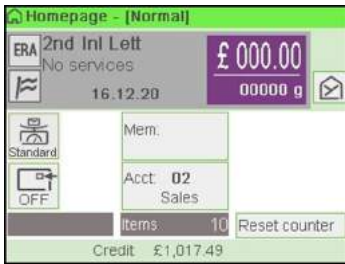 Homepage - [Normal]
ERA 2nd Inl Lett
No services
16.12.20
£ 000.00
00000 g
Standard
OFF
Mem:
Acct: 02
Sales
Items 10
Reset counter
Credit £1,017.49